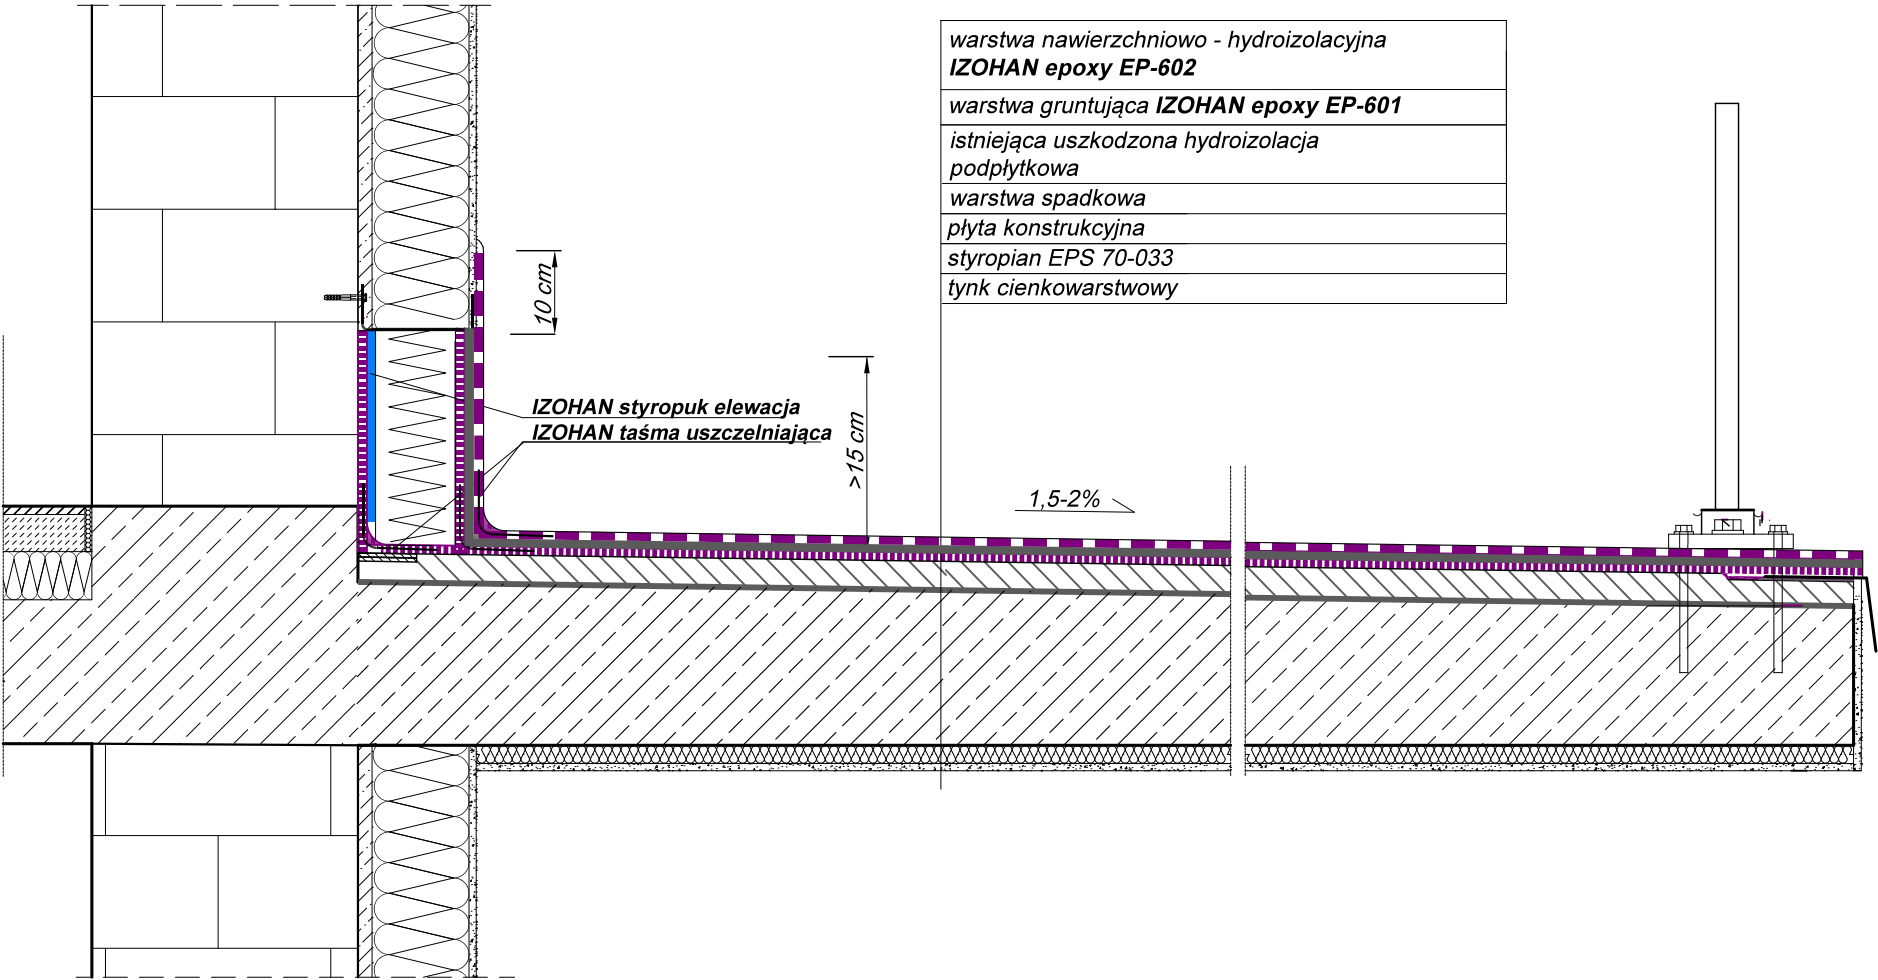 warstwa nawierzchniowo - hydroizolacyjna
IZOHAN epoxy EP-602
warstwa gruntująca IZOHAN epoxy EP-601
istniejąca uszkodzona hydroizolacja
podpłytkowa
warstwa spadkowa
płyta konstrukcyjna
styropian EPS 70-033
tynk cienkowarstwowy
10 cm
IZOHAN styropuk elewacja
IZOHAN taśma uszczelniająca
>15 cm
1,5-2%